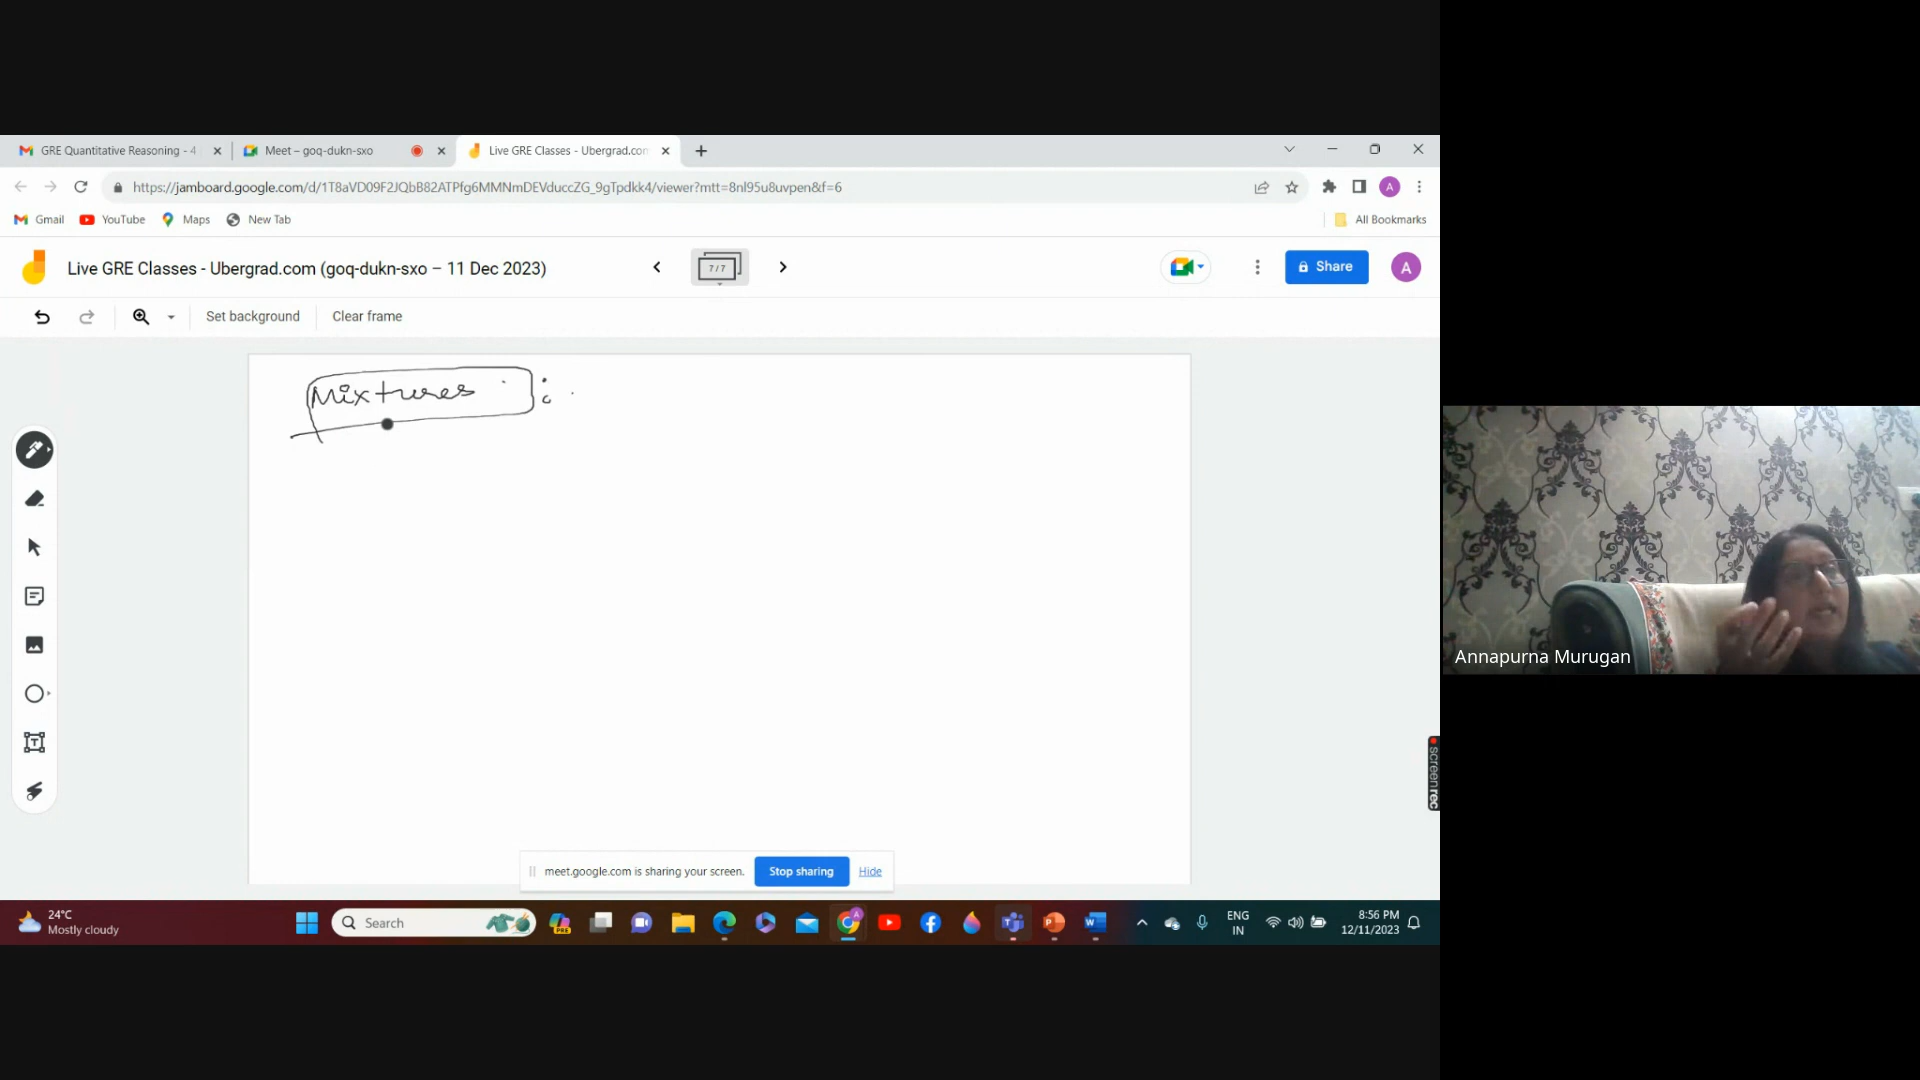 GRE Quantitative Reasoning - 4
Meet – goq-dukn-sxo
Live GRE Classes - Ubergrad.com
https://jamboard.google.com/d/1T8aVD09F2JQbB82ATPfg6MMNmDEVduccZG_9gTpdkk4/viewer?mtt=8nl95u8uvpen&f=6
A
Gmail YouTube Maps New Tab All Bookmarks
Live GRE Classes - Ubergrad.com (goq-dukn-sxo – 11 Dec 2023)
7 / 7
Share
A
Set background Clear frame
Mixtures :
Annapurna Murugan
screenrec
meet.google.com is sharing your screen. Stop sharing Hide
24°C
Mostly cloudy
Search
PRE
ENG
IN
8:56 PM
12/11/2023